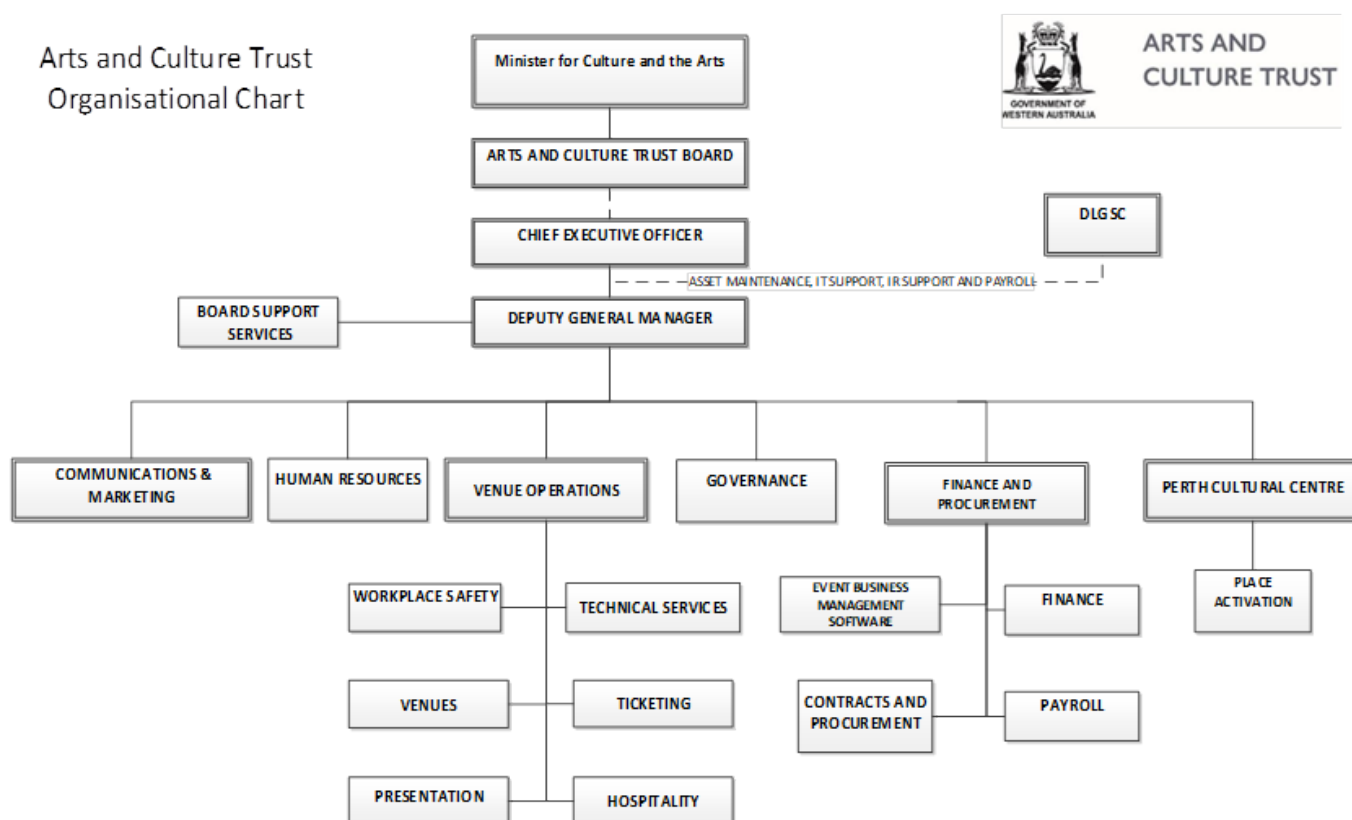 Arts and Culture Trust
Organisational Chart
Minister for Culture and the Arts
GOVERNMENT OF
WESTERN AUSTRALIA
ARTS AND
CULTURE TRUST
ARTS AND CULTURE TRUST BOARD
CHIEF EXECUTIVE OFFICER
DLGSC
ASSET MAINTENANCE, IT SUPPORT, IR SUPPORT AND PAYROLL
BOARD SUPPORT
SERVICES
DEPUTY GENERAL MANAGER
COMMUNICATIONS &
MARKETING
HUMAN RESOURCES
VENUE OPERATIONS
GOVERNANCE
FINANCE AND
PROCUREMENT
PERTH CULTURAL CENTRE
WORKPLACE SAFETY
TECHNICAL SERVICES
VENUES
TICKETING
PRESENTATION
HOSPITALITY
EVENT BUSINESS
MANAGEMENT
SOFTWARE
FINANCE
CONTRACTS AND
PROCUREMENT
PAYROLL
PLACE
ACTIVATION